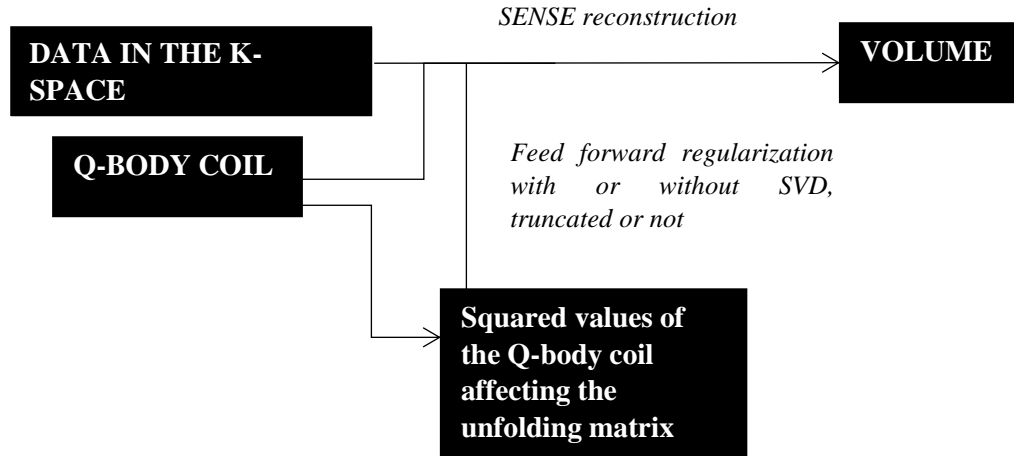 SENSE reconstruction
DATA IN THE K-
SPACE
VOLUME
Q-BODY COIL
Feed forward regularization
with or without SVD,
truncated or not
Squared values of
the Q-body coil
affecting the
unfolding matrix